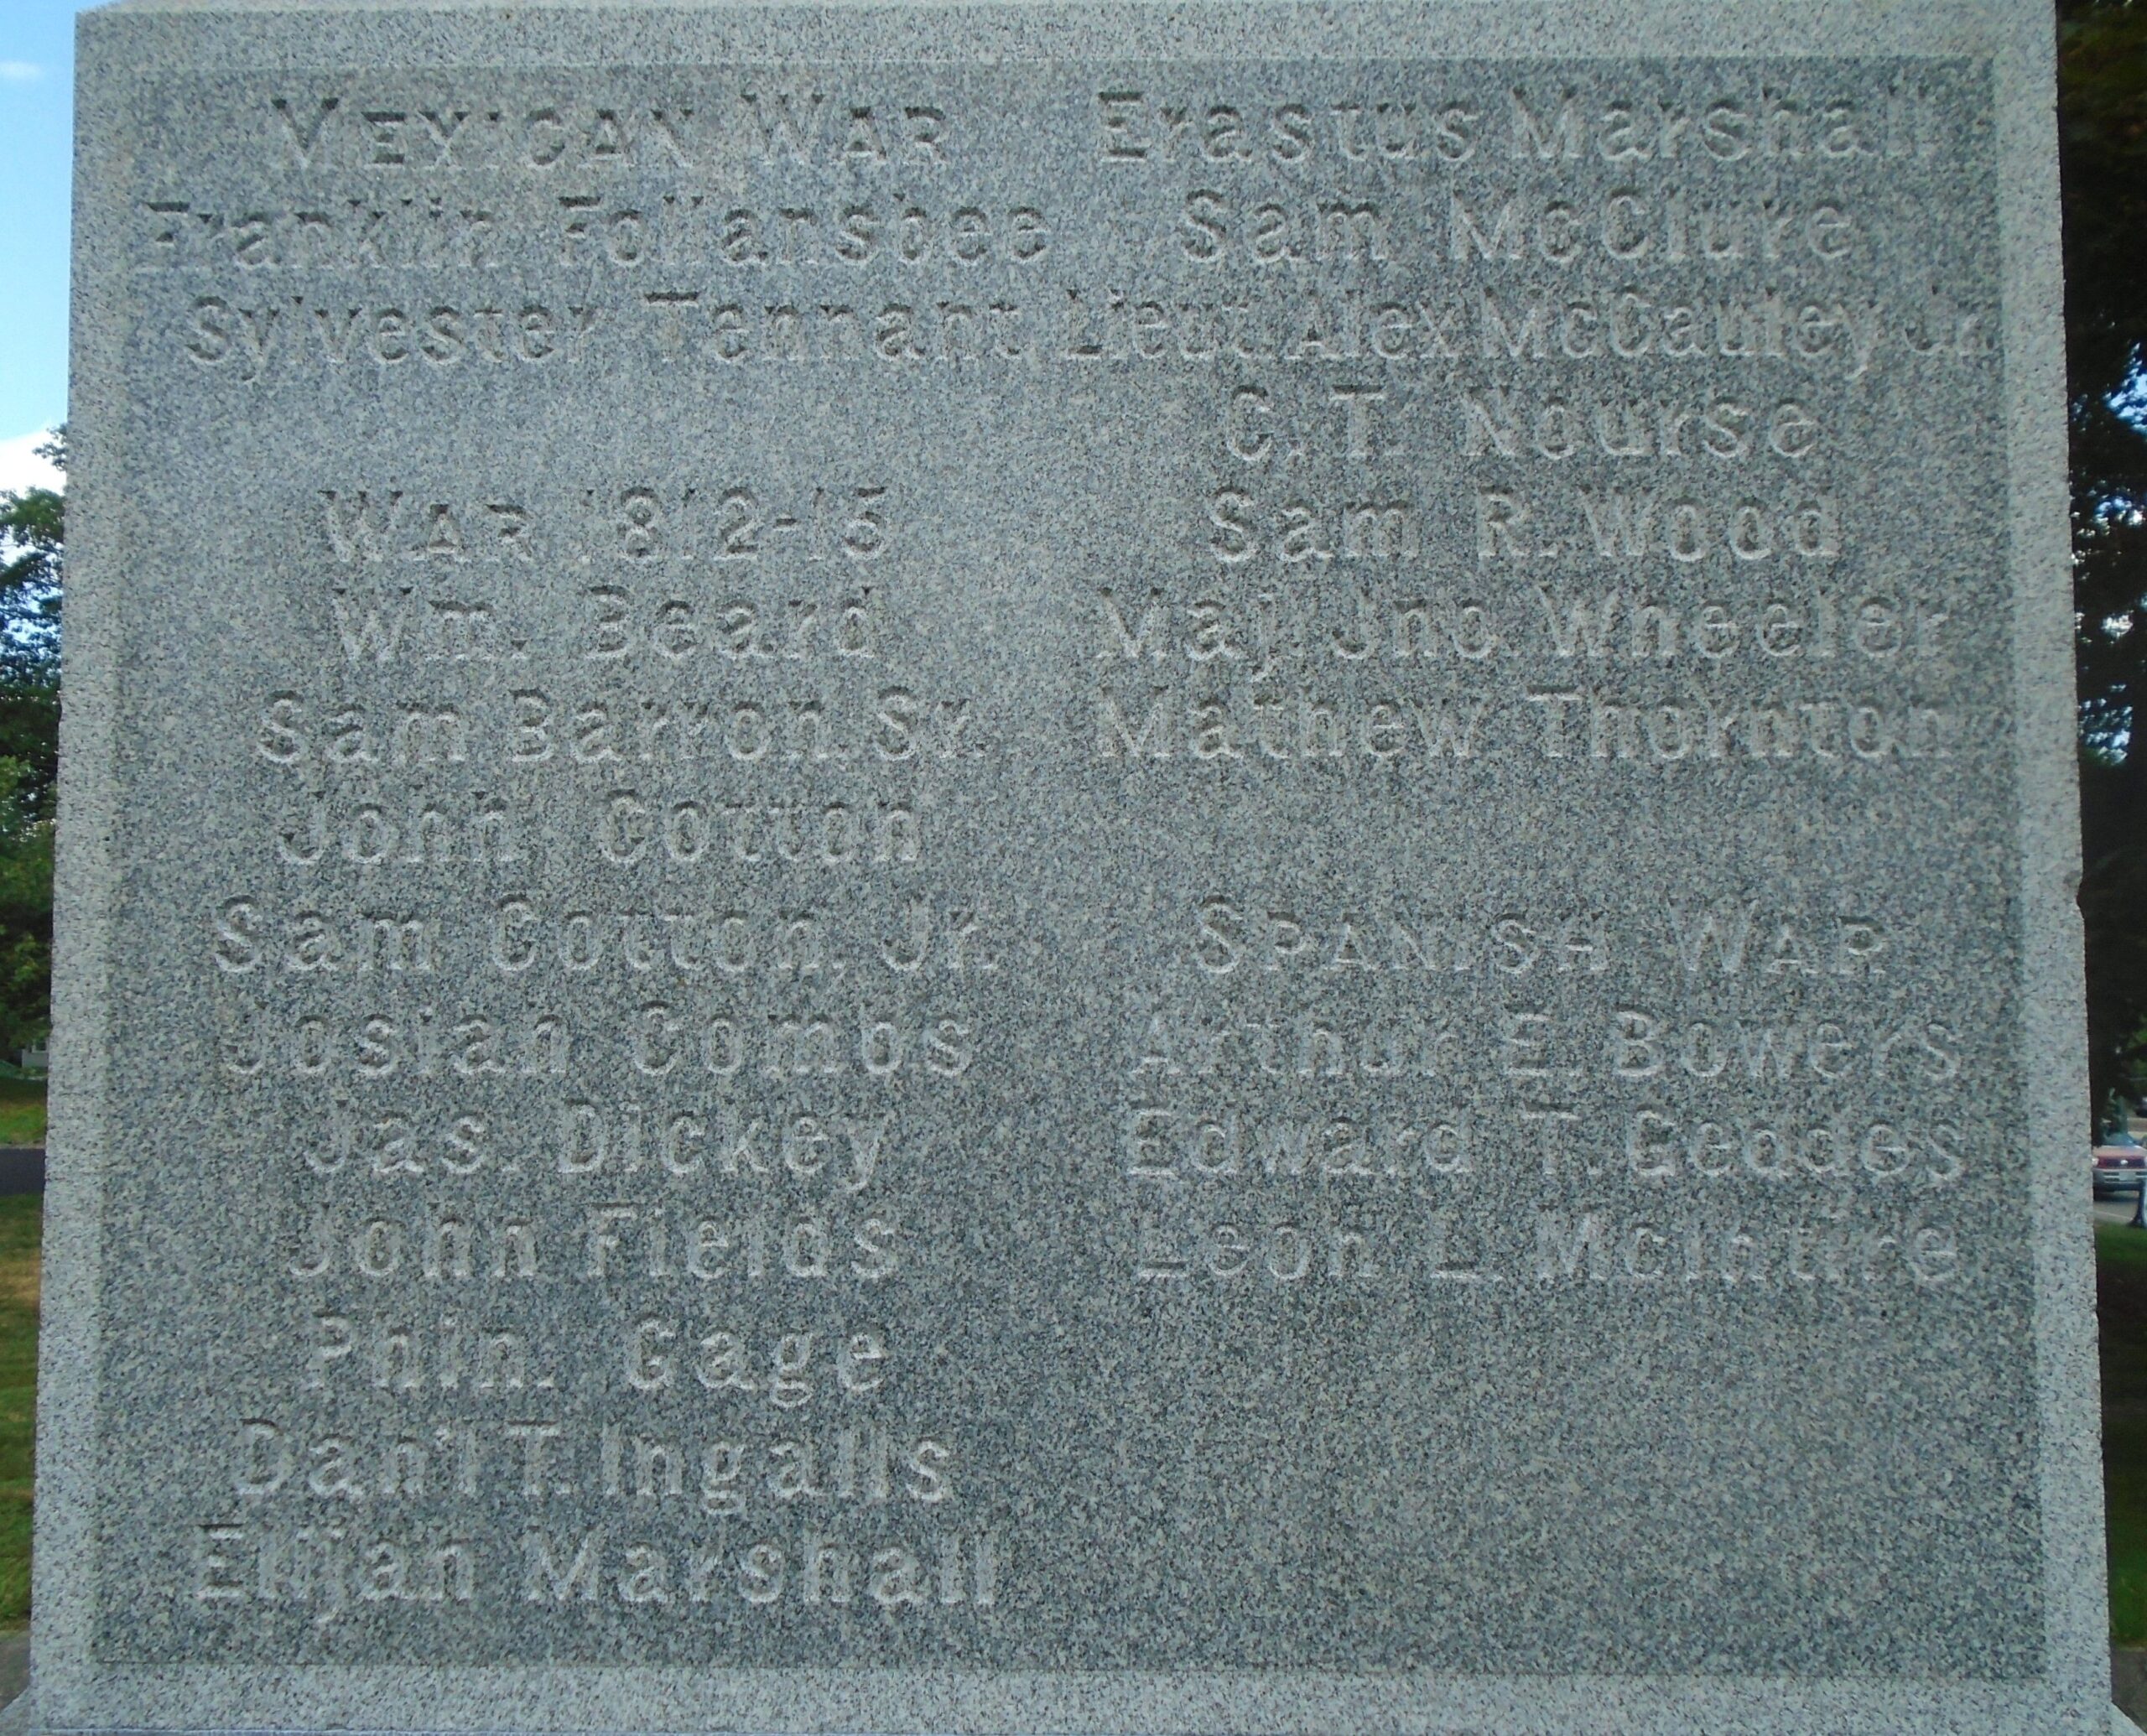 MEXICAN WAR
Franklin Follansbee
Sylvester Tennant
WAR 1812-15
Wm. Beard
Sam Barron, Sr.
John Cotton
Sam Cotton, Jr.
Josiah Combs
Jas. Dickey
John Fields
Phin. Gage
Dan'l T. Ingalls
Elijah Marshall
Erastus Marshall
Sam McClure
Lieut. Alex McCauley Jr.
C. T. Nourse
Sam R. Wood
Maj. Jno. Wheeler
Mathew Thornton
SPANISH WAR
Arthur E. Bowers
Edward T. Geddes
Leon L. McIntire